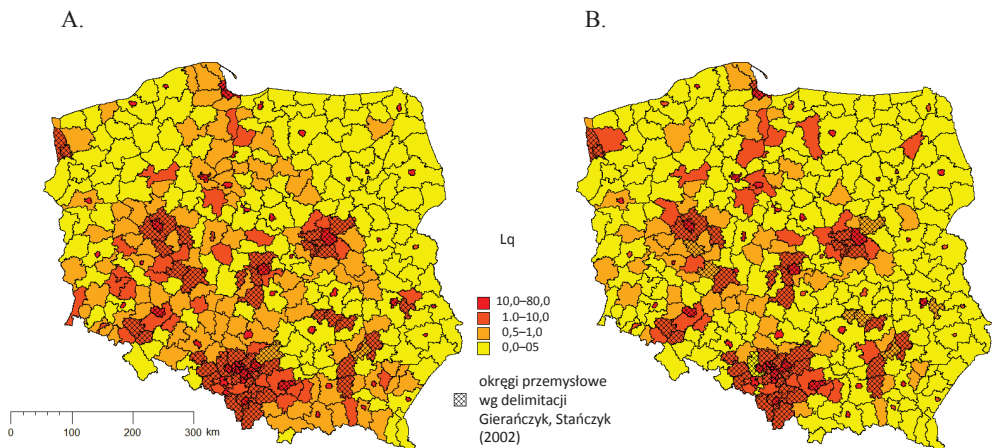 A.
B.
Lq
10,0–80,0
1.0–10,0
0,5–1,0
0,0–05
okręgi przemysłowe
wg delimitacji
Gierańczyk, Stańczyk
(2002)
0 100 200 300 km